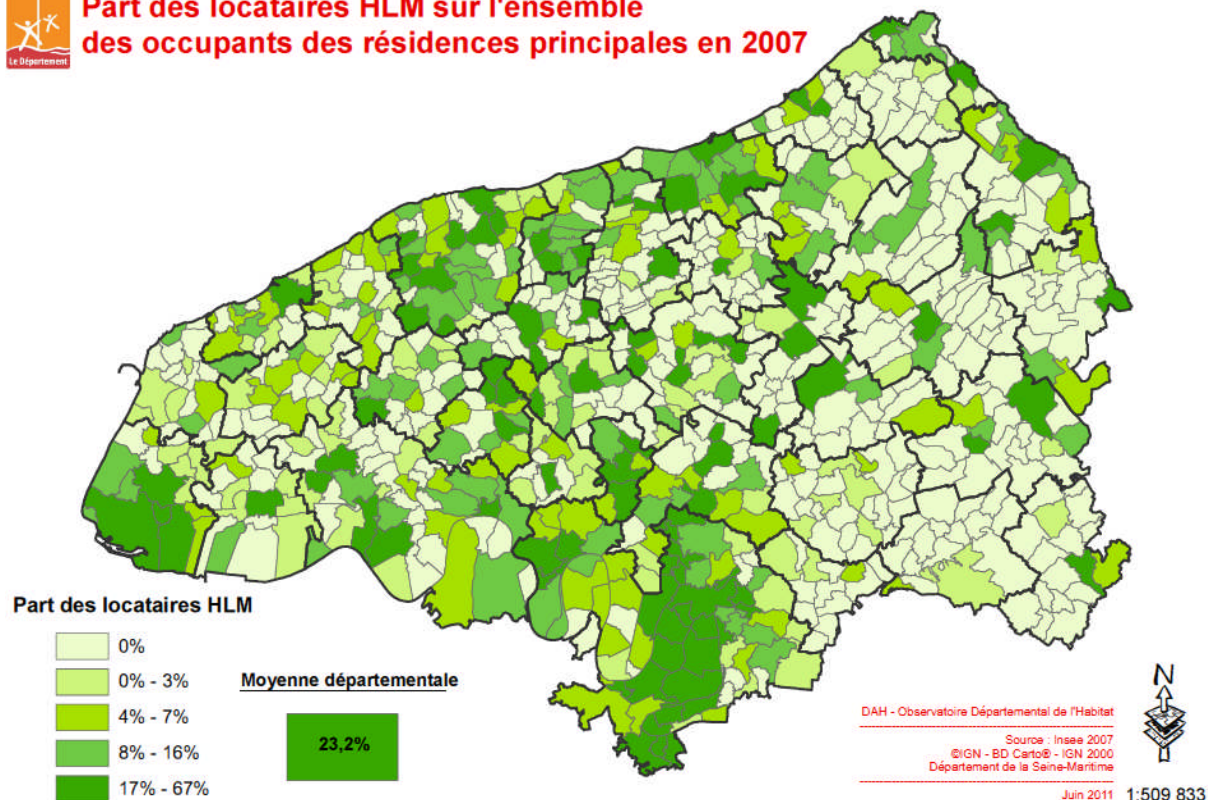 Part des locataires HLM sur l'ensemble
des occupants des résidences principales en 2007
Le Département
Part des locataires HLM
0%
0% - 3%
4% - 7%
8% - 16%
17% - 67%
Moyenne départementale
23,2%
N
DAH - Observatoire Départemental de l'Habitat
Source : Insee 2007
©IGN - BD Carto® - IGN 2000
Département de la Seine-Maritime
Juin 2011
1:509 833